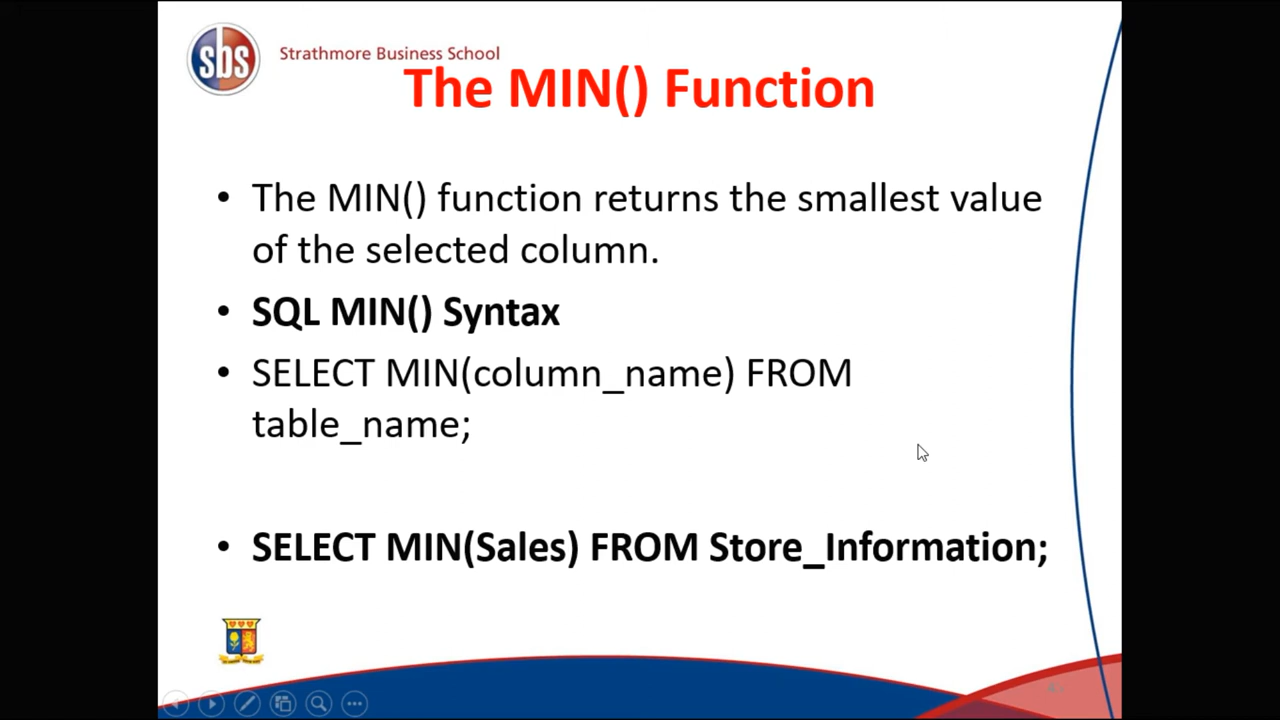 sbs
Strathmore Business School
The MIN() Function
• The MIN() function returns the smallest value
of the selected column.
• SQL MIN() Syntax
• SELECT MIN(column_name) FROM
table_name;
• SELECT MIN(Sales) FROM Store_Information;